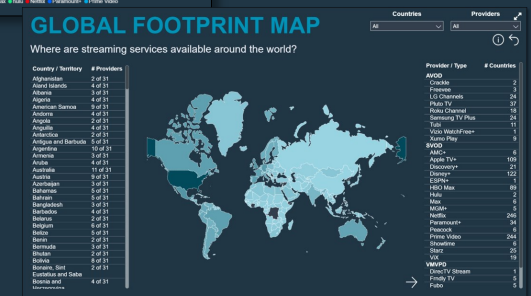 Hulu Netflix Paramount+ Prime Video
GLOBAL FOOTPRINT MAP
Where are streaming services available around the world?
Countries
All
Providers
All
Country / Territory # Providers
Afghanistan 2 of 31
Aland Islands 4 of 31
Albania 3 of 31
Algeria 4 of 31
American Samoa 9 of 31
Andorra 4 of 31
Angola 2 of 31
Anguilla 4 of 31
Antarctica 2 of 31
Antigua and Barbuda 5 of 31
Argentina 10 of 31
Armenia 3 of 31
Aruba 4 of 31
Australia 11 of 31
Austria 9 of 31
Azerbaijan 3 of 31
Bahamas 5 of 31
Bahrain 5 of 31
Bangladesh 3 of 31
Barbados 4 of 31
Belarus 2 of 31
Belgium 6 of 31
Belize 5 of 31
Benin 2 of 31
Bermuda 3 of 31
Bhutan 2 of 31
Bolivia 8 of 31
Bonaire, Sint 2 of 31
Eustatius and Saba
Bosnia and 4 of 31
Herzegovina
Provider / Type # Countries
AVOD
Crackle 2
Freevee 3
LG Channels 24
Pluto TV 37
Roku Channel 18
Samsung TV Plus 24
Tubi 11
Vizio WatchFree+ 1
Xumo Play 9
SVOD
AMC+ 6
Apple TV+ 109
Discovery+ 21
Disney+ 122
ESPN+ 1
HBO Max 89
Hulu 2
Max 6
MGM+ 5
Netflix 246
Paramount+ 34
Peacock 6
Prime Video 244
Showtime 6
Starz 25
ViX 19
VMVPD
DirecTV Stream 1
Frndly TV 5
Fubo 5